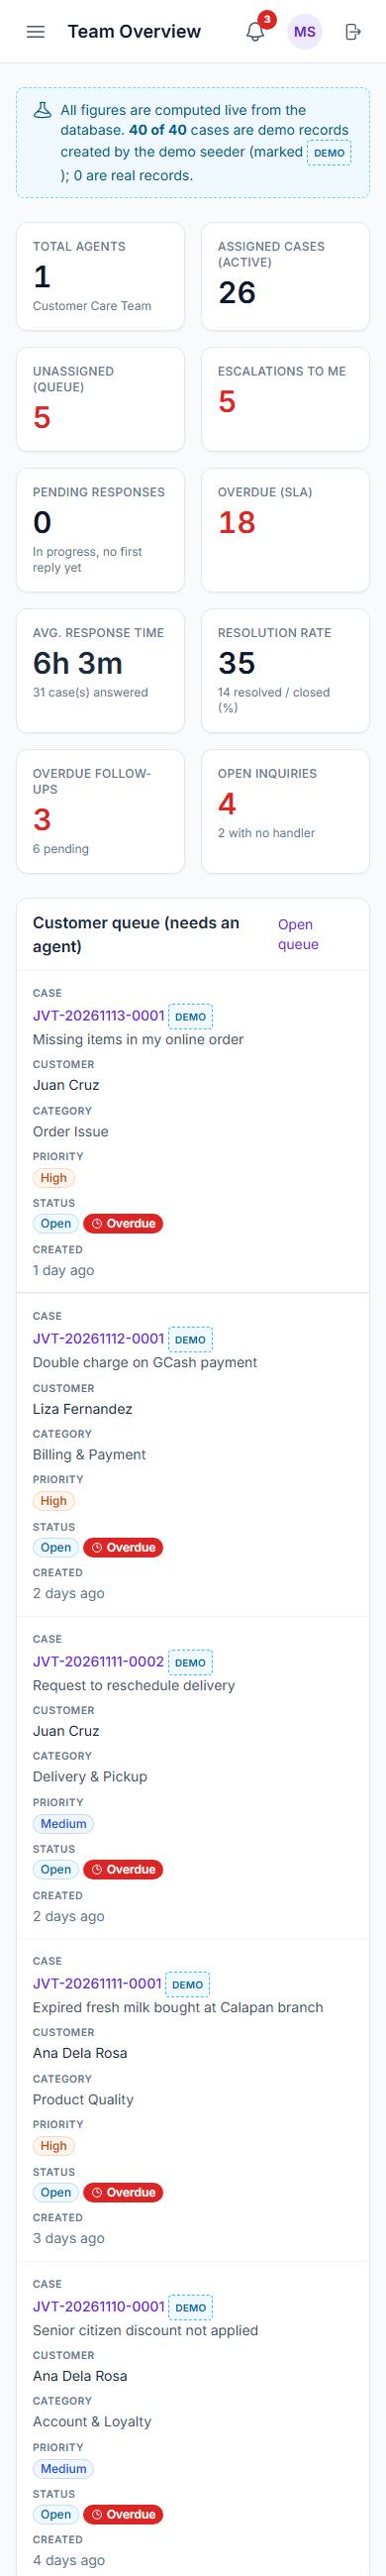 Team Overview
3
MS
All figures are computed live from the
database. 40 of 40 cases are demo records
created by the demo seeder (marked DEMO
); 0 are real records.
TOTAL AGENTS
1
Customer Care Team
ASSIGNED CASES
(ACTIVE)
26
UNASSIGNED
(QUEUE)
5
ESCALATIONS TO ME
5
PENDING RESPONSES
0
In progress, no first
reply yet
OVERDUE (SLA)
18
AVG. RESPONSE TIME
6h 3m
31 case(s) answered
RESOLUTION RATE
35
14 resolved / closed
(%)
OVERDUE FOLLOW-
UPS
3
6 pending
OPEN INQUIRIES
4
2 with no handler
Customer queue (needs an
agent)
Open
queue
CASE
JVT-20261113-0001 DEMO
Missing items in my online order
CUSTOMER
Juan Cruz
CATEGORY
Order Issue
PRIORITY
High
STATUS
Open Overdue
CREATED
1 day ago
CASE
JVT-20261112-0001 DEMO
Double charge on GCash payment
CUSTOMER
Liza Fernandez
CATEGORY
Billing & Payment
PRIORITY
High
STATUS
Open Overdue
CREATED
2 days ago
CASE
JVT-20261111-0002 DEMO
Request to reschedule delivery
CUSTOMER
Juan Cruz
CATEGORY
Delivery & Pickup
PRIORITY
Medium
STATUS
Open Overdue
CREATED
2 days ago
CASE
JVT-20261111-0001 DEMO
Expired fresh milk bought at Calapan branch
CUSTOMER
Ana Dela Rosa
CATEGORY
Product Quality
PRIORITY
High
STATUS
Open Overdue
CREATED
3 days ago
CASE
JVT-20261110-0001 DEMO
Senior citizen discount not applied
CUSTOMER
Ana Dela Rosa
CATEGORY
Account & Loyalty
PRIORITY
Medium
STATUS
Open Overdue
CREATED
4 days ago